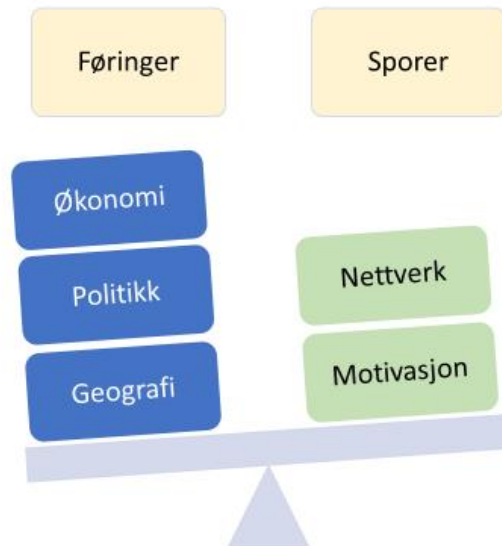 Føringer
Sporer
Økonomi
Politikk
Geografi
Nettverk
Motivasjon